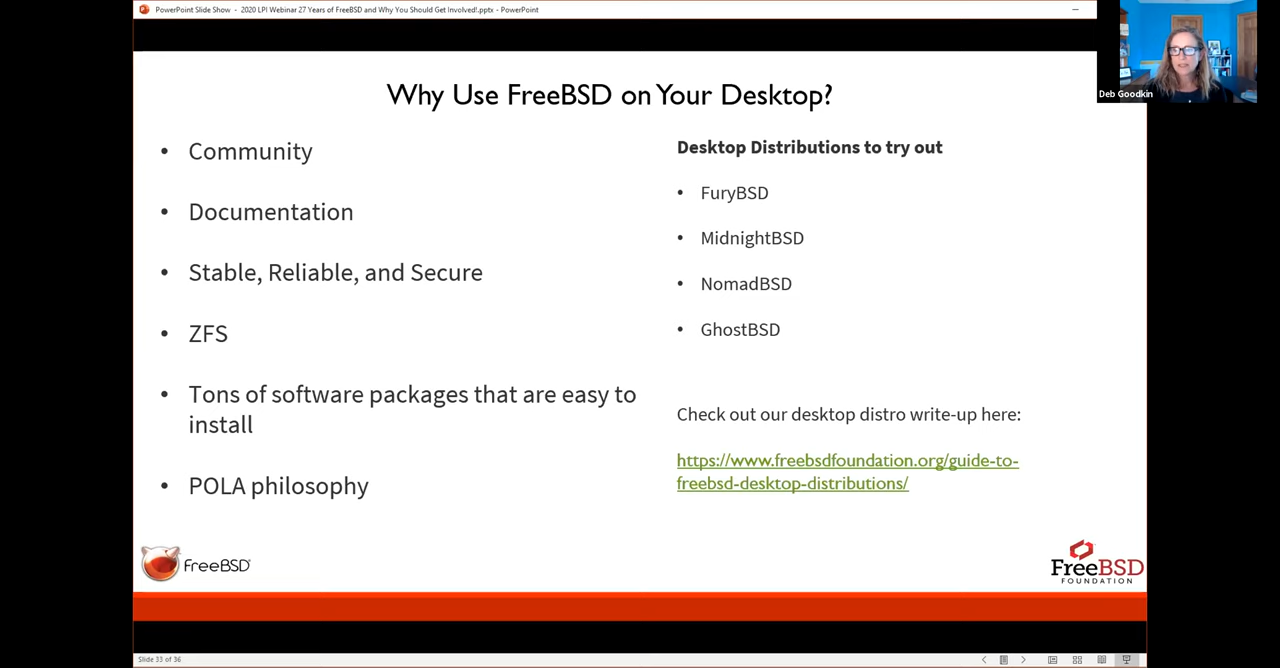 PowerPoint Slide Show - 2020 LPI Webinar 27 Years of FreeBSD and Why You Should Get Involved!.pptx - PowerPoint
Deb Goodkin
Why Use FreeBSD on Your Desktop?
• Community
• Documentation
• Stable, Reliable, and Secure
• ZFS
• Tons of software packages that are easy to
install
• POLA philosophy
Desktop Distributions to try out
• FuryBSD
• MidnightBSD
• NomadBSD
• GhostBSD
Check out our desktop distro write-up here:
https://www.freebsdfoundation.org/guide-to-
freebsd-desktop-distributions/
FreeBSD
FreeBSD
FOUNDATION
Slide 33 of 36